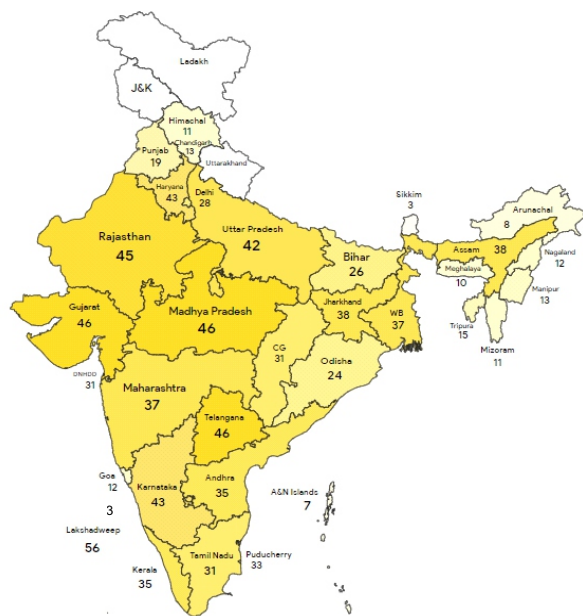 Ladakh
J&K
Himachal
11
Chandigarh
13
Punjab
19
Uttarakhand
Haryana
43
Delhi
28
Sikkim
3
Arunachal
8
Rajasthan
45
Uttar Pradesh
42
Assam 38
Nagaland
12
Bihar
26
Meghalaya
10
Manipur
13
Gujarat
46
Madhya Pradesh
46
Jharkhand
38
WB
37
Tripura
15
Mizoram
11
CG
31
Odisha
24
DNHDD
31
Maharashtra
37
Telangana
46
Goa
12
Karnataka
43
Andhra
35
A&N Islands
7
3
Lakshadweep
56
Kerala
35
Tamil Nadu
31
Puducherry
33